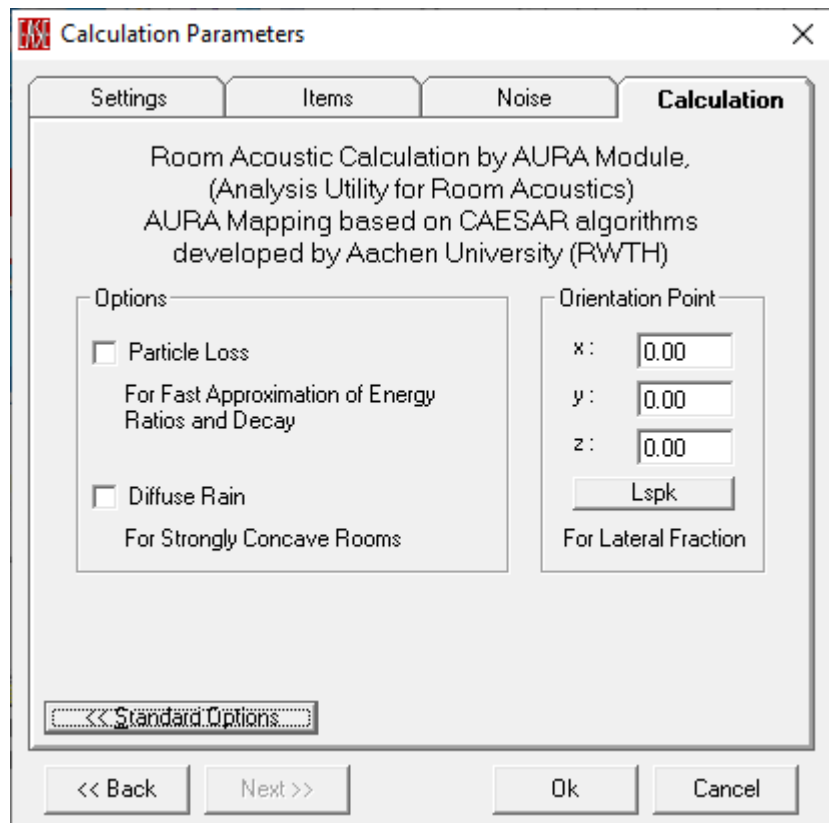 EASE Calculation Parameters
Settings Items Noise Calculation
Room Acoustic Calculation by AURA Module,
(Analysis Utility for Room Acoustics)
AURA Mapping based on CAESAR algorithms
developed by Aachen University (RWTH)
Options
Particle Loss
For Fast Approximation of Energy
Ratios and Decay
Diffuse Rain
For Strongly Concave Rooms
Orientation Point
x : 0.00
y : 0.00
z : 0.00
Lspk
For Lateral Fraction
<< Standard Options
<< Back Next >> Ok Cancel